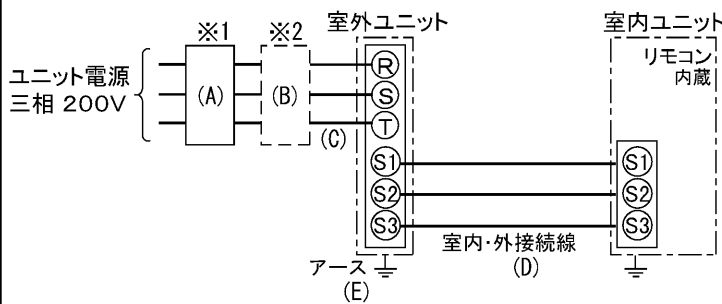 ※1
※2
室外ユニット
室内ユニット
リモコン
内蔵
ユニット電源
三相 200V
(A)
(B)
(C)
R
S
T
S1
S2
S3
S1
S2
S3
室内・外接続線
(D)
アース
(E)